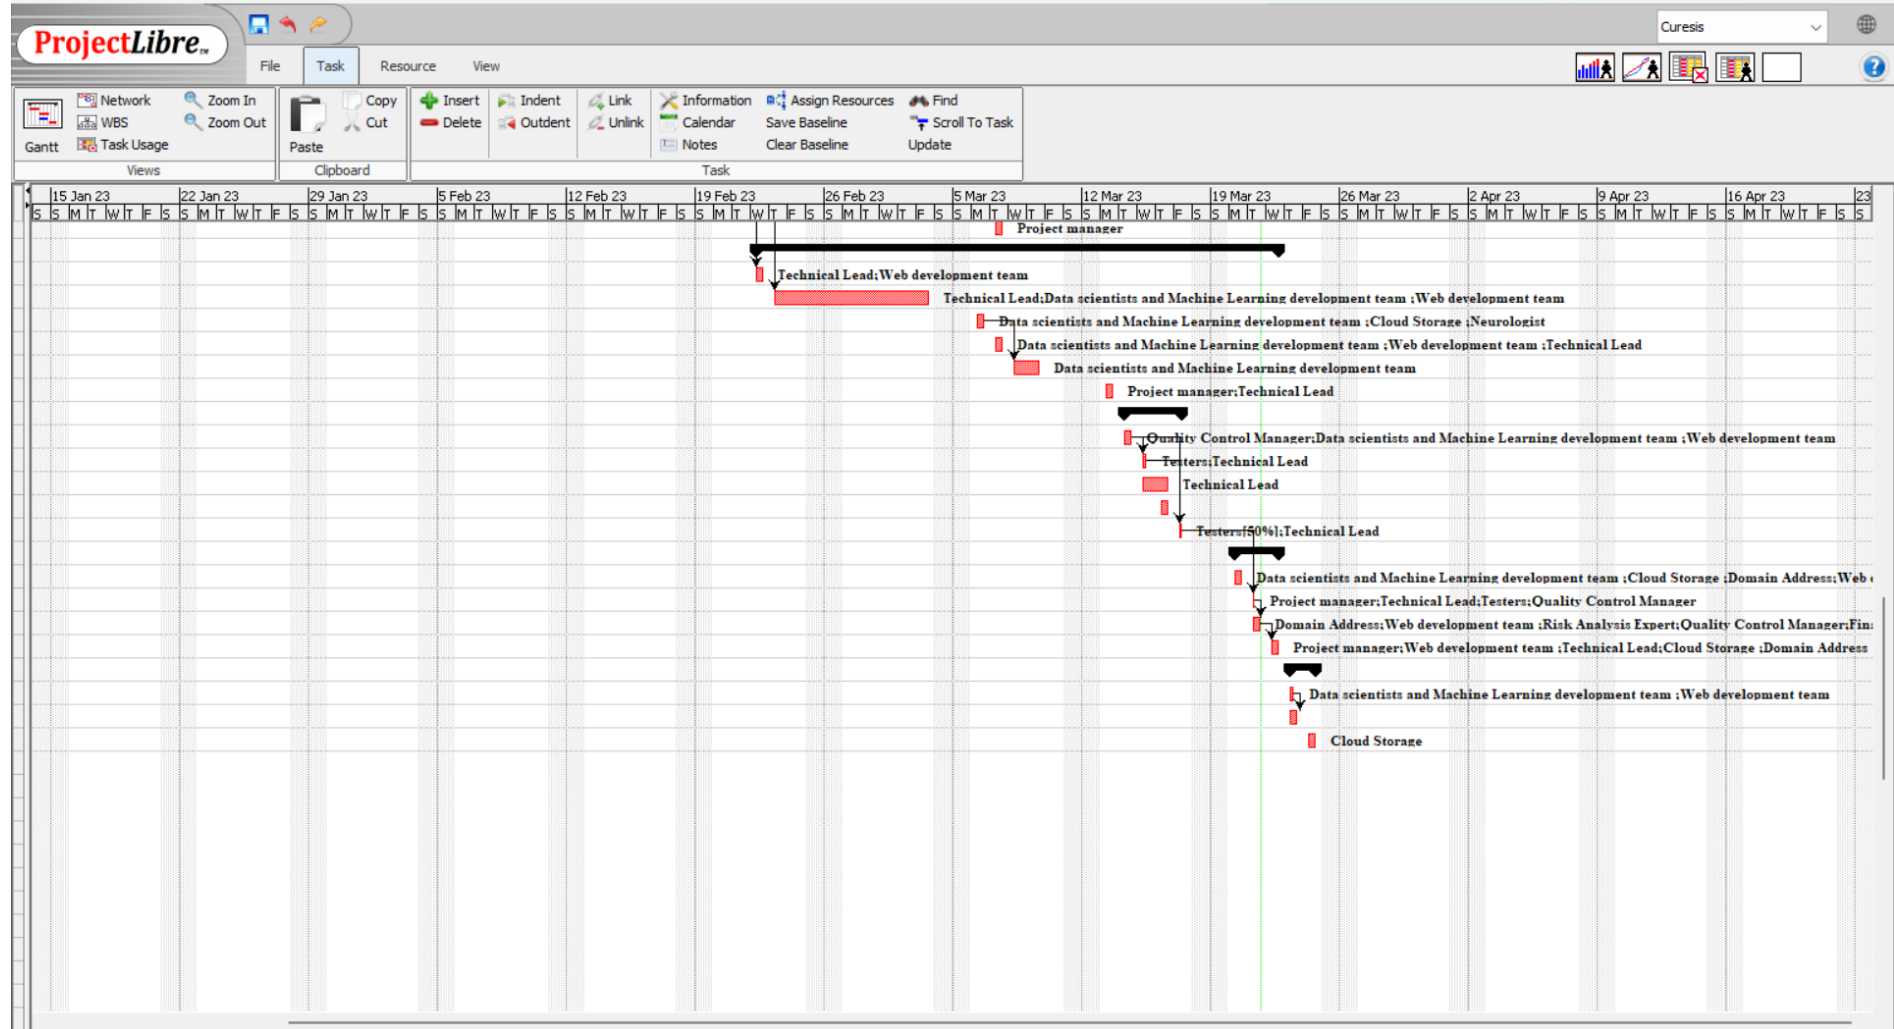 ProjectLibre™
Curesis
File Task Resource View
Network Zoom In Copy Insert Indent Link Information Assign Resources Find
WBS Zoom Out Cut Delete Outdent Unlink Calendar Save Baseline Scroll To Task
Gantt Task Usage Paste Notes Clear Baseline Update
Views Clipboard Task
15 Jan 23 22 Jan 23 29 Jan 23 5 Feb 23 12 Feb 23 19 Feb 23 26 Feb 23 5 Mar 23 12 Mar 23 19 Mar 23 26 Mar 23 2 Apr 23 9 Apr 23 16 Apr 23 23
S S M T W T F S S M T W T F S S M T W T F S S M T W T F S S M T W T F S S M T W T F S S M T W T F S S M T W T F S S M T W T F S S M T W T F S S M T W T F S S M T W T F S S M T W T F S S M T W T F S S
Project manager
Technical Lead;Web development team
Technical Lead;Data scientists and Machine Learning development team ;Web development team
Data scientists and Machine Learning development team ;Cloud Storage ;Neurologist
Data scientists and Machine Learning development team ;Web development team ;Technical Lead
Data scientists and Machine Learning development team
Project manager;Technical Lead
Quality Control Manager;Data scientists and Machine Learning development team ;Web development team
Testers;Technical Lead
Technical Lead
Testers[50%];Technical Lead
Data scientists and Machine Learning development team ;Cloud Storage ;Domain Address;Web
Project manager;Technical Lead;Testers;Quality Control Manager
Domain Address;Web development team ;Risk Analysis Expert;Quality Control Manager;Fin
Project manager;Web development team ;Technical Lead;Cloud Storage ;Domain Address
Data scientists and Machine Learning development team ;Web development team
Cloud Storage